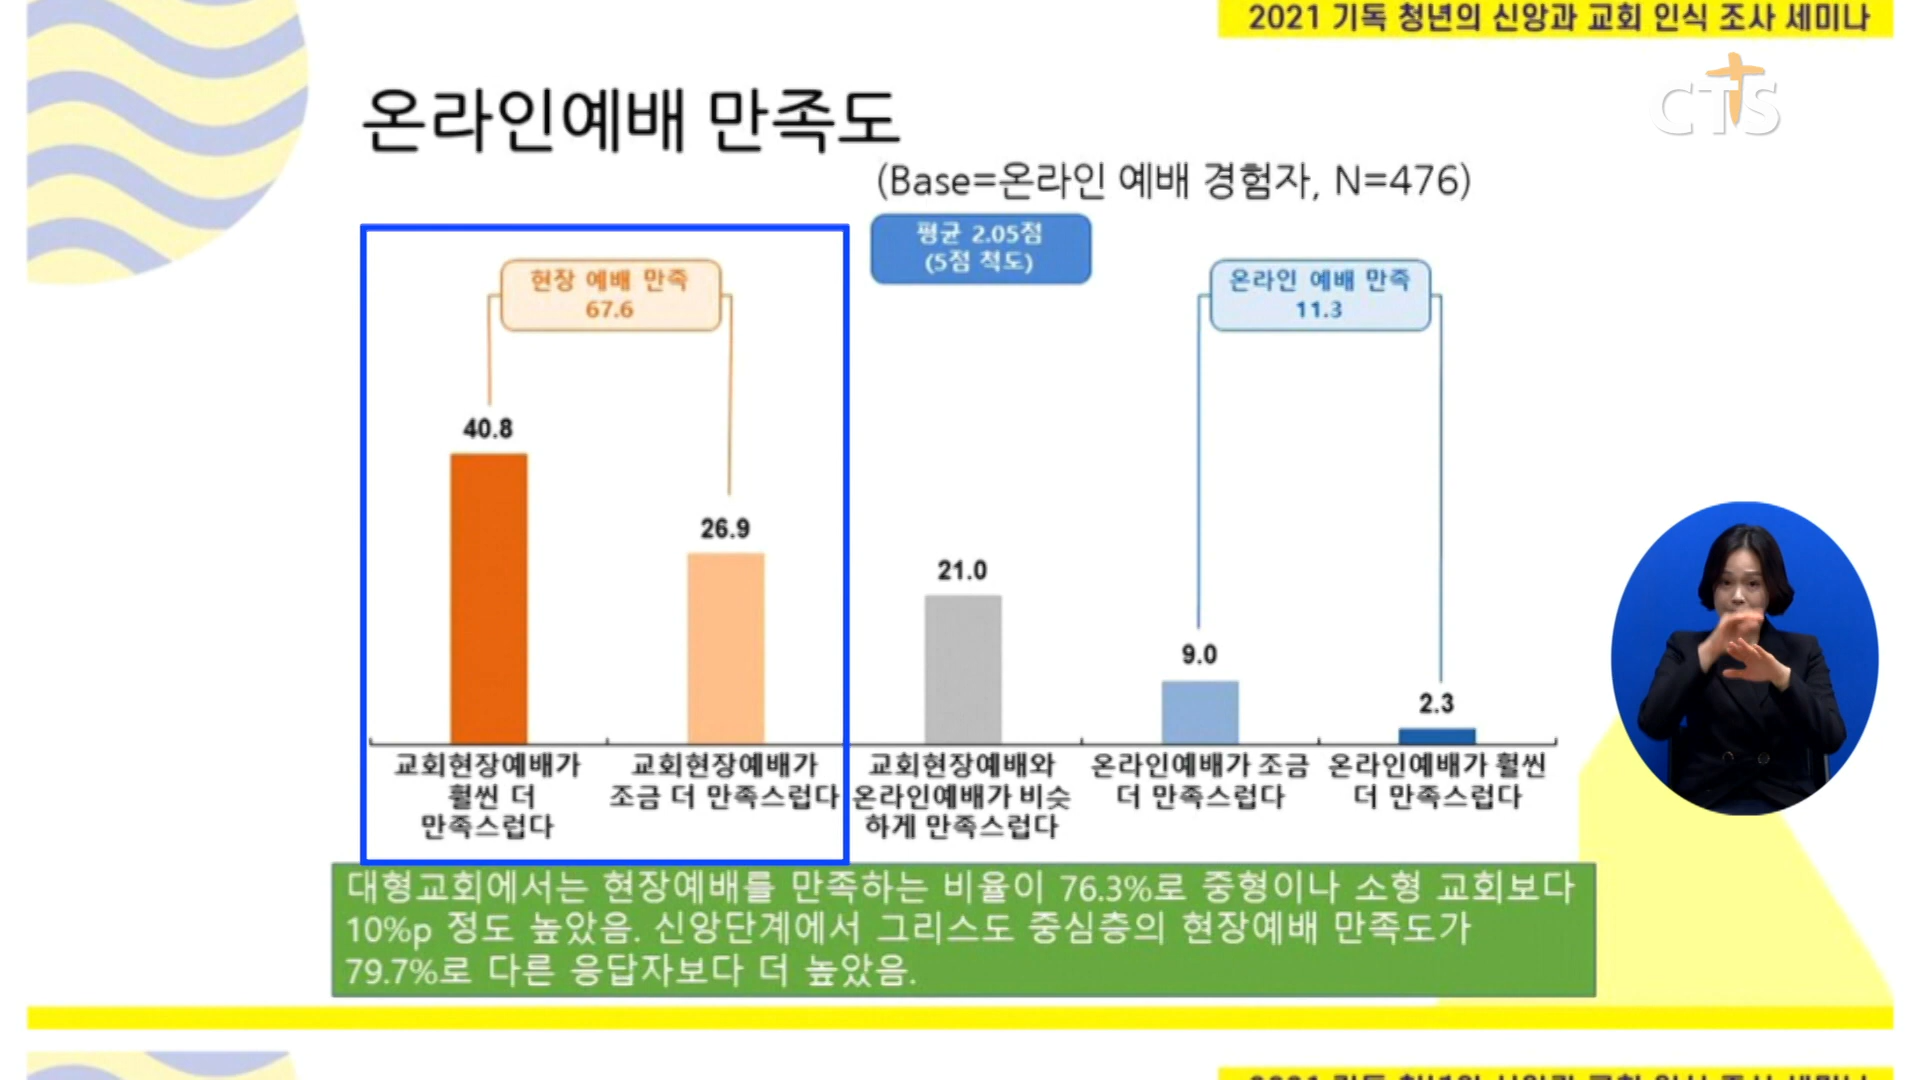 2021 기독 청년의 신앙과 교회 인식 조사 세미나
CTS
온라인예배 만족도
(Base=온라인 예배 경험자, N=476)
평균 2.05점
(5점 척도)
현장 예배 만족
67.6
온라인 예배 만족
11.3
40.8
26.9
21.0
9.0
2.3
교회현장예배가
훨씬 더
만족스럽다
교회현장예배가
조금 더 만족스럽다
교회현장예배와
온라인예배가 비슷
하게 만족스럽다
온라인예배가 조금
더 만족스럽다
온라인예배가 훨씬
더 만족스럽다
대형교회에서는 현장예배를 만족하는 비율이 76.3%로 중형이나 소형 교회보다
10%p 정도 높았음. 신앙단계에서 그리스도 중심층의 현장예배 만족도가
79.7%로 다른 응답자보다 더 높았음.